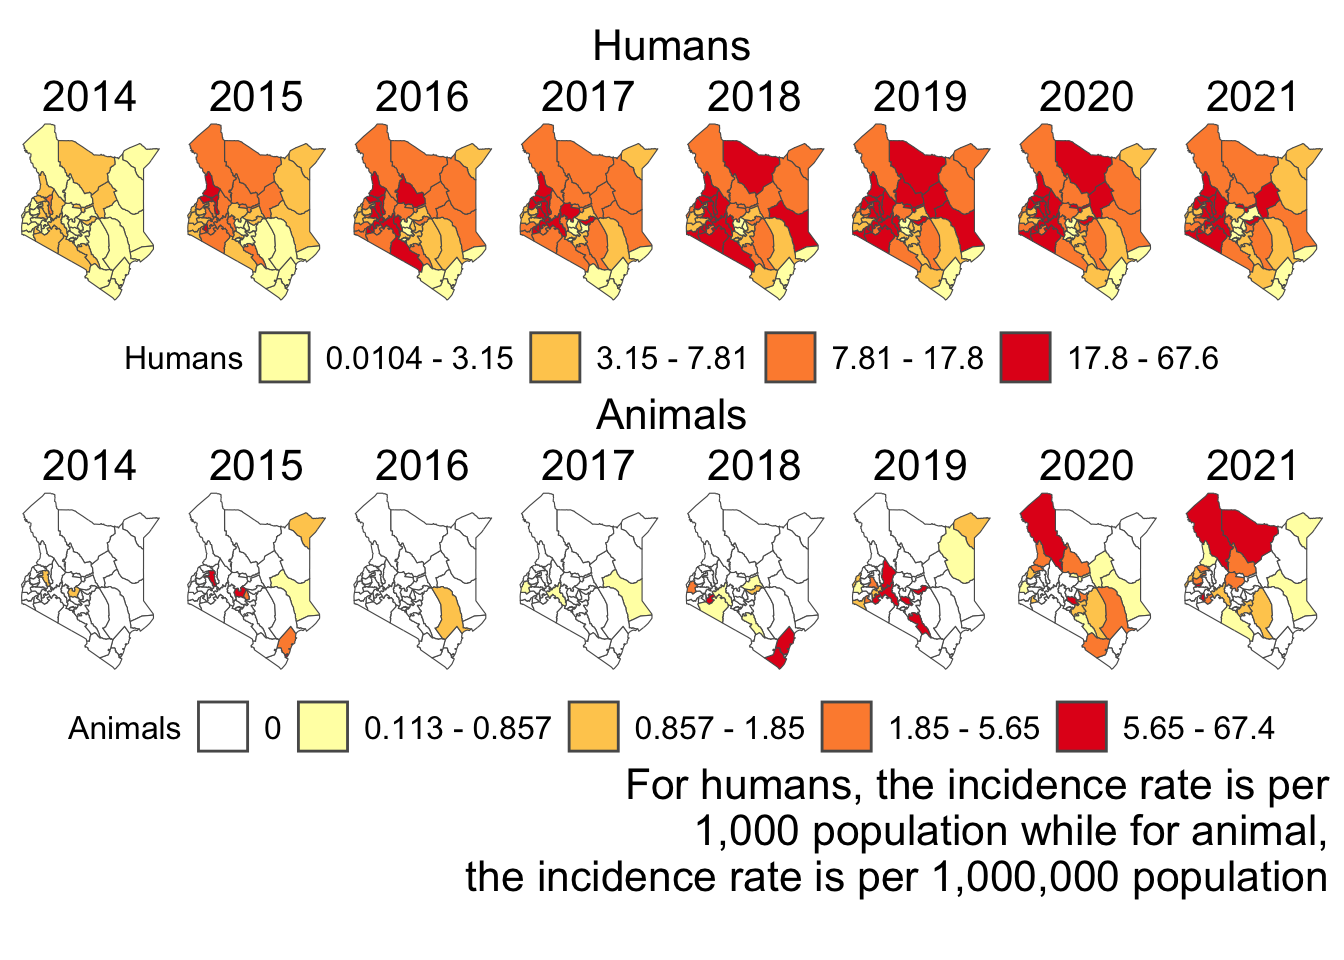 Humans
2014 2015 2016 2017 2018 2019 2020 2021
Humans 0.0104 - 3.15 3.15 - 7.81 7.81 - 17.8 17.8 - 67.6
Animals
2014 2015 2016 2017 2018 2019 2020 2021
Animals 0 0.113 - 0.857 0.857 - 1.85 1.85 - 5.65 5.65 - 67.4
For humans, the incidence rate is per
1,000 population while for animal,
the incidence rate is per 1,000,000 population